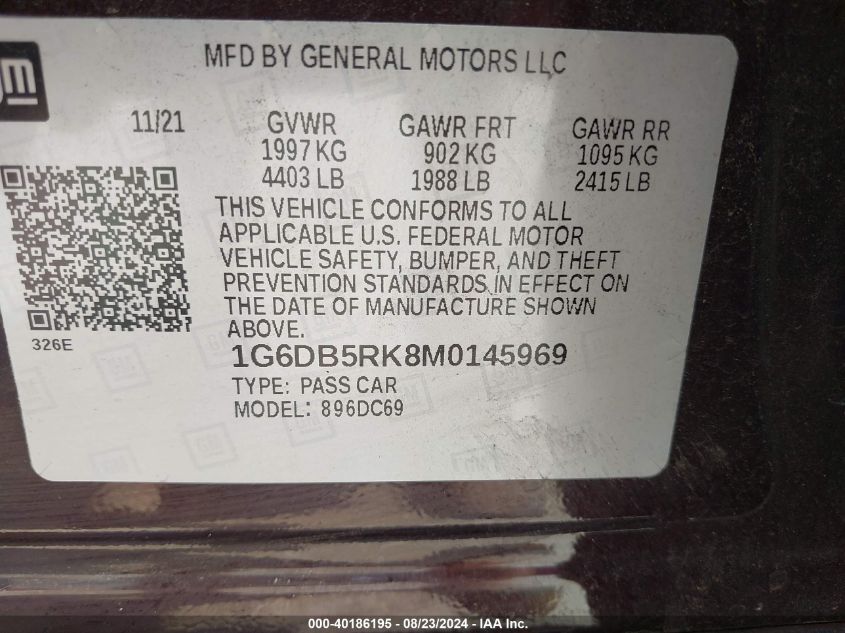 gm
MFD BY GENERAL MOTORS LLC
11/21 GVWR GAWR FRT GAWR RR
1997 KG 902 KG 1095 KG
4403 LB 1988 LB 2415 LB
THIS VEHICLE CONFORMS TO ALL
APPLICABLE U.S. FEDERAL MOTOR
VEHICLE SAFETY, BUMPER, AND THEFT
PREVENTION STANDARDS IN EFFECT ON
THE DATE OF MANUFACTURE SHOWN
ABOVE.
326E
1G6DB5RK8M0145969
TYPE: PASS CAR
MODEL: 896DC69
000-40186195 - 08/23/2024 - IAA Inc.